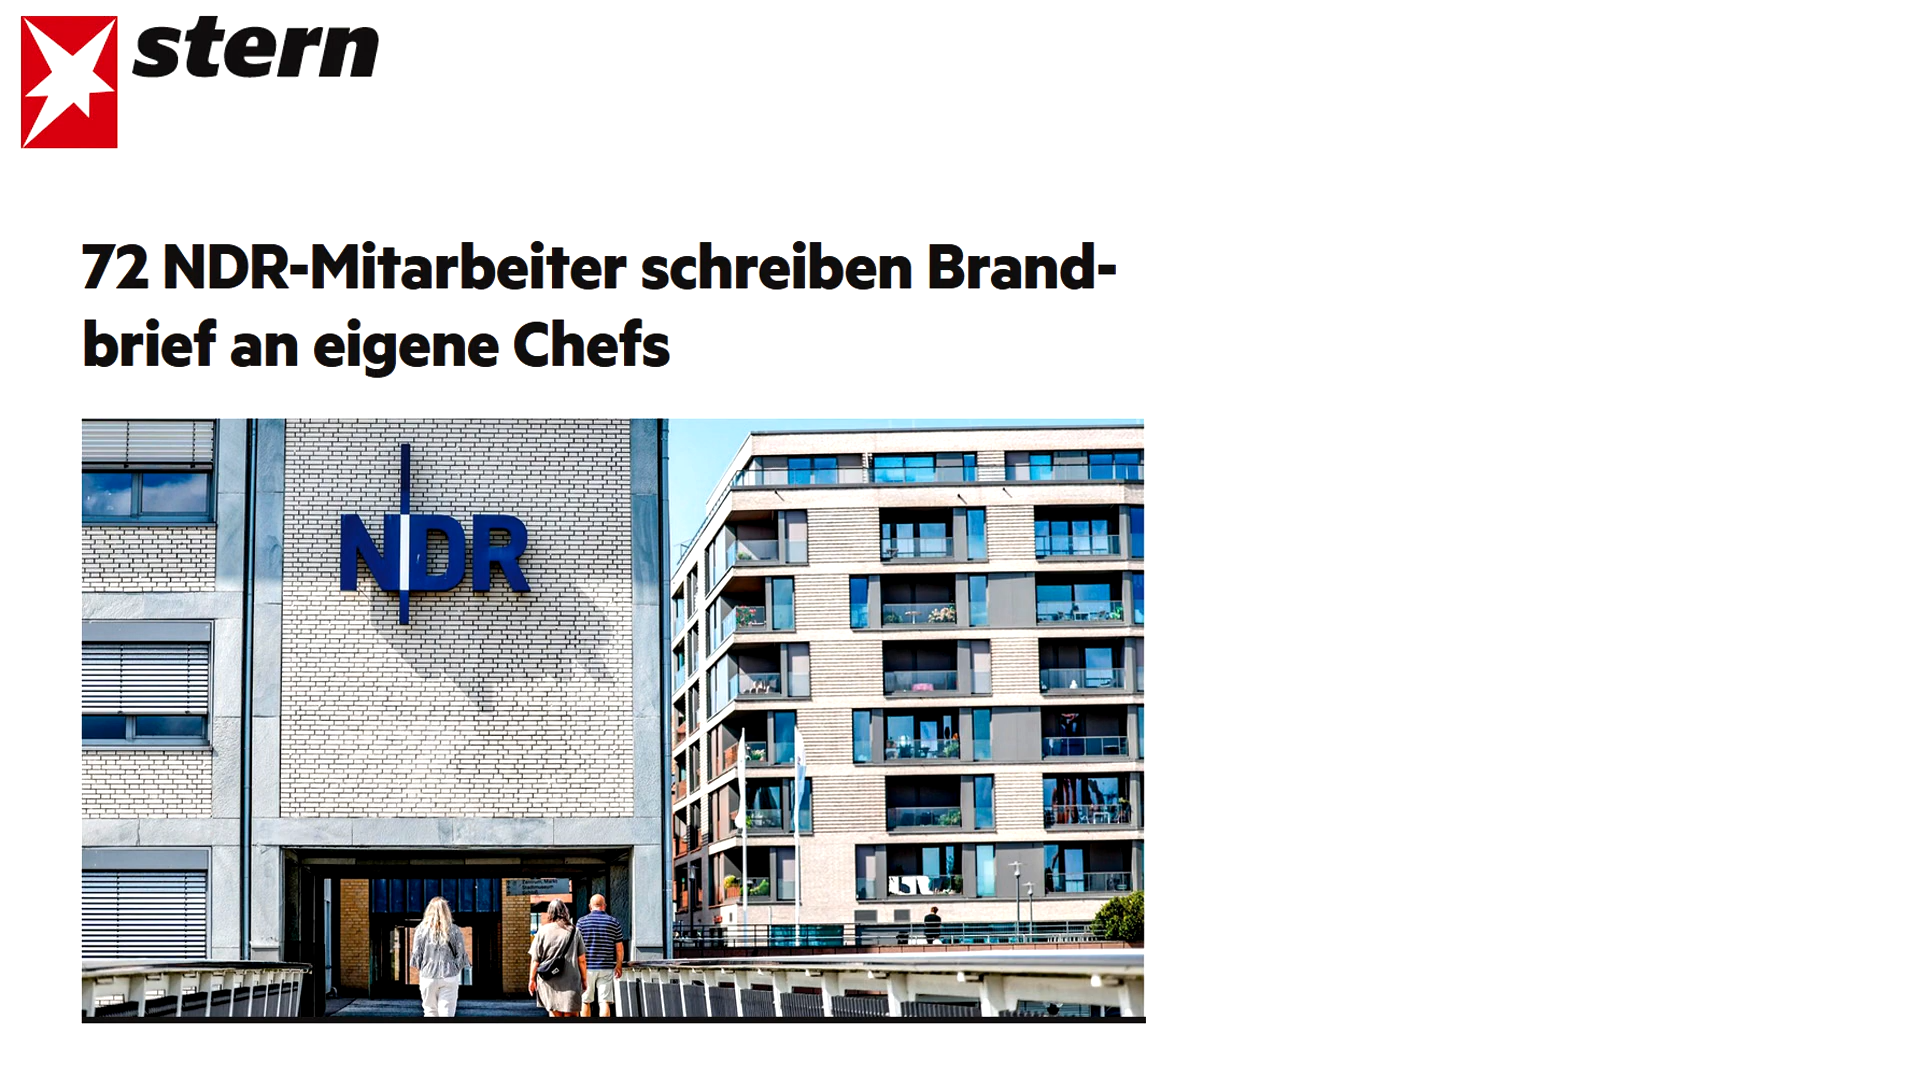 stern
72 NDR-Mitarbeiter schreiben Brand-
brief an eigene Chefs
NDR